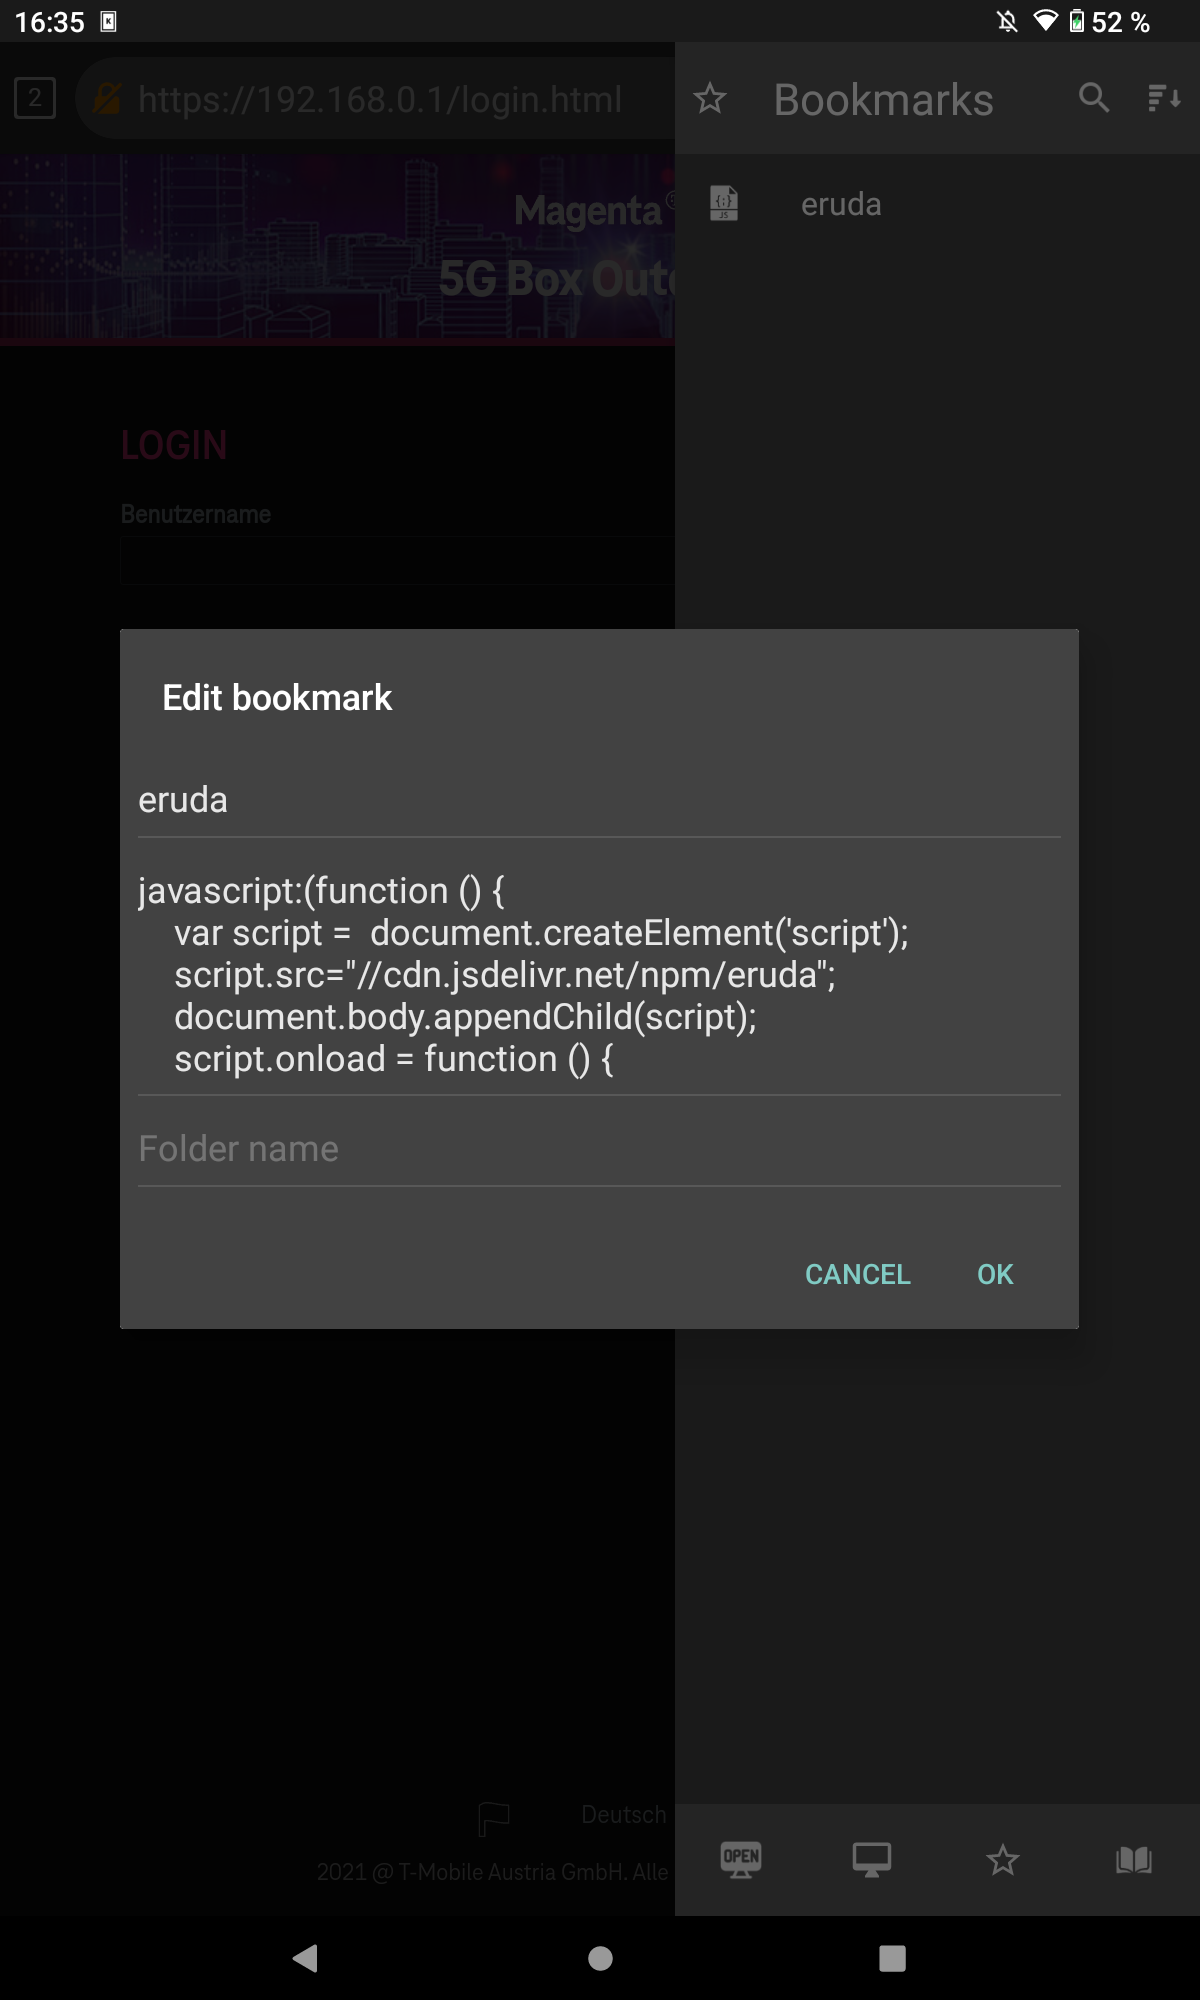 16:35
52 %
2
https://192.168.0.1/login.html
Bookmarks
eruda
Magenta
5G Box
LOGIN
Benutzername
Edit bookmark
eruda
javascript:(function () {
var script =  document.createElement('script');
script.src="//cdn.jsdelivr.net/npm/eruda";
document.body.appendChild(script);
script.onload = function () {
Folder name
CANCEL
OK
Deutsch
2021 @ T-Mobile Austria GmbH. Alle
OPEN